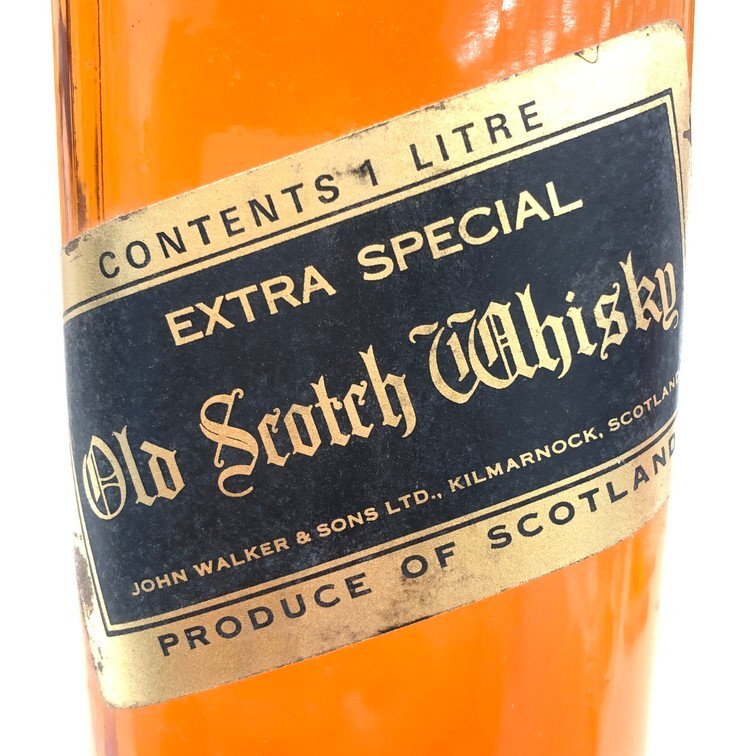 CONTENTS 1 LITRE
EXTRA SPECIAL
Old Scotch Whisky
JOHN WALKER & SONS LTD., KILMARNOCK, SCOTLAND
PRODUCE OF SCOTLAND